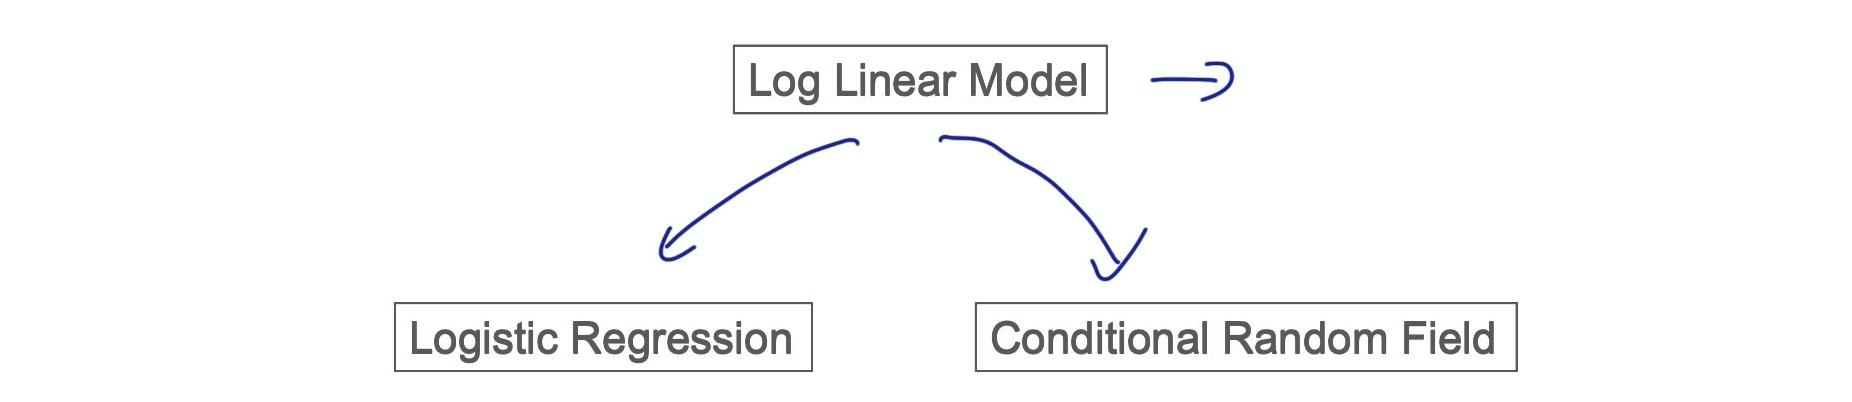 Log Linear Model
Logistic Regression
Conditional Random Field